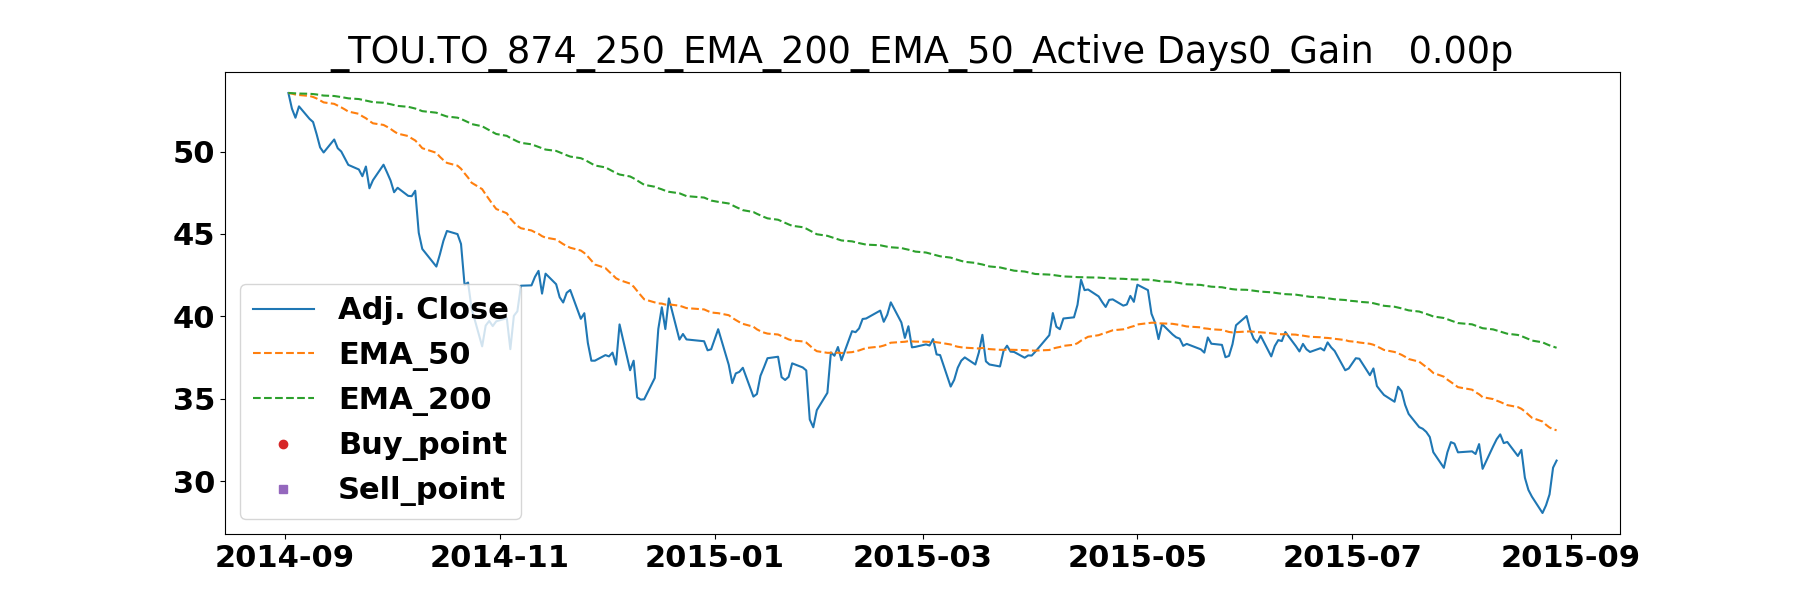 _TOU.TO_874_250_EMA_200_EMA_50_Active Days0_Gain   0.00p
50
45
40
35
30
Adj. Close
EMA_50
EMA_200
Buy_point
Sell_point
2014-09 2014-11 2015-01 2015-03 2015-05 2015-07 2015-09